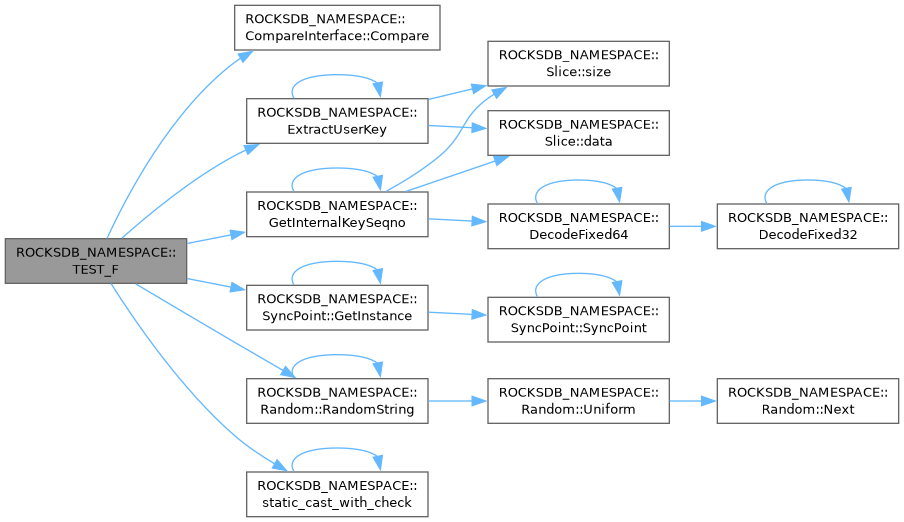 ROCKSDB_NAMESPACE::
CompareInterface::Compare
ROCKSDB_NAMESPACE::
Slice::size
ROCKSDB_NAMESPACE::
ExtractUserKey
ROCKSDB_NAMESPACE::
Slice::data
ROCKSDB_NAMESPACE::
GetInternalKeySeqno
ROCKSDB_NAMESPACE::
DecodeFixed64
ROCKSDB_NAMESPACE::
DecodeFixed32
ROCKSDB_NAMESPACE::
TEST_F
ROCKSDB_NAMESPACE::
SyncPoint::GetInstance
ROCKSDB_NAMESPACE::
SyncPoint::SyncPoint
ROCKSDB_NAMESPACE::
Random::RandomString
ROCKSDB_NAMESPACE::
Random::Uniform
ROCKSDB_NAMESPACE::
Random::Next
ROCKSDB_NAMESPACE::
static_cast_with_check